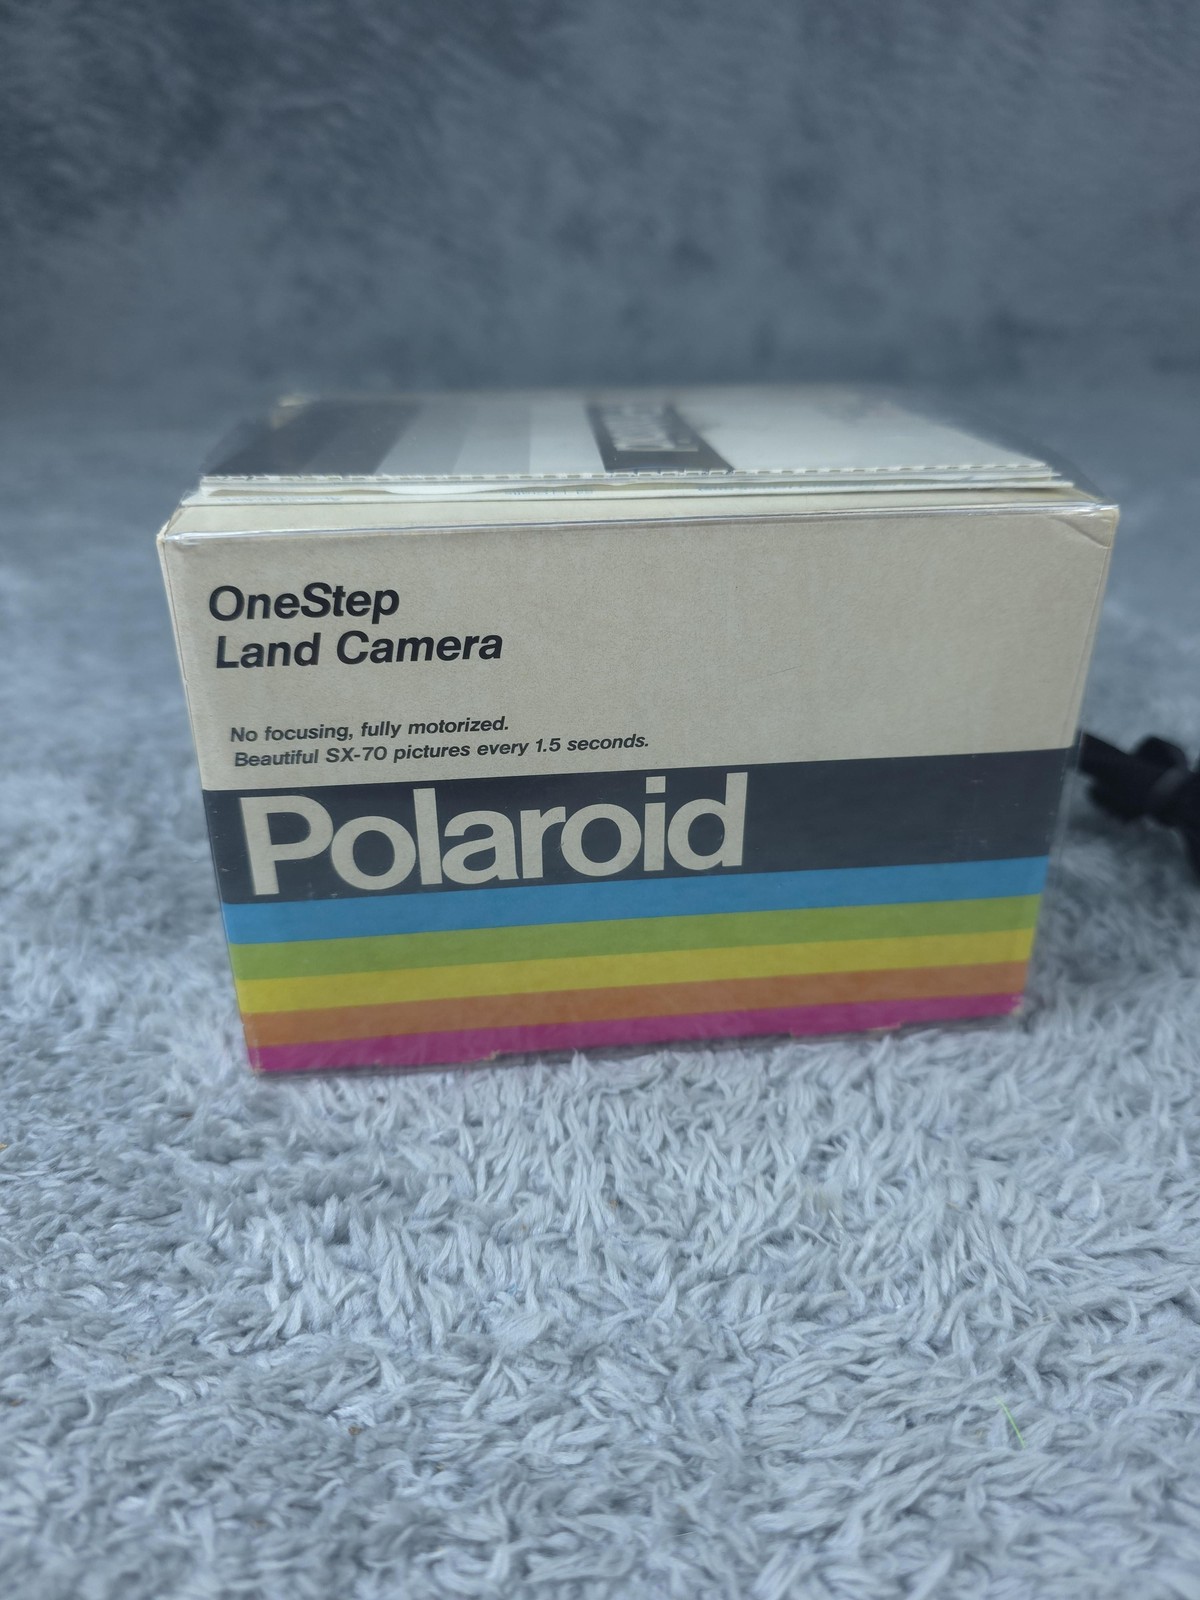 OneStep
Land Camera
No focusing, fully motorized.
Beautiful SX-70 pictures every 1.5 seconds.
Polaroid